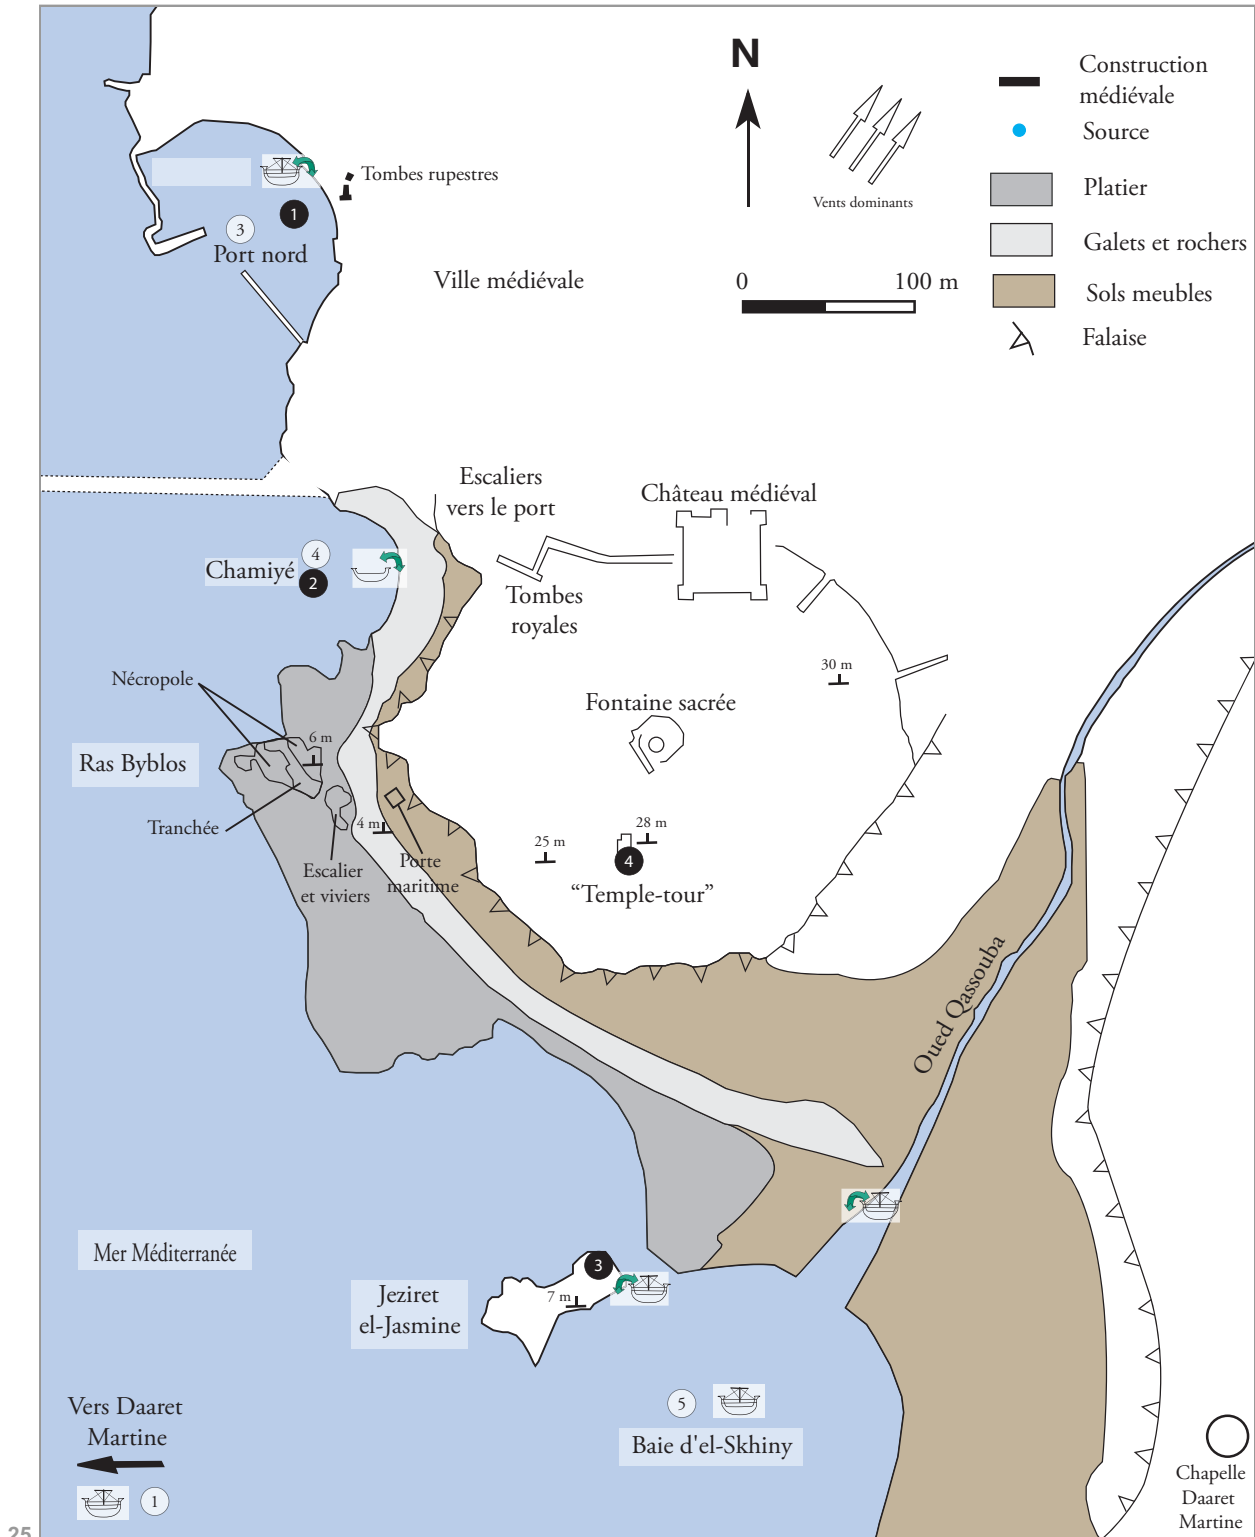 N
Vents dominants
0 100 m
Construction
médiévale
Source
Platier
Galets et rochers
Sols meubles
Falaise
Tombes rupestres
1
3
Port nord
Ville médiévale
Escaliers
vers le port
Château médiéval
4
Chamiyé
2
Tombes
royales
30 m
Nécropole
Fontaine sacrée
6 m
Ras Byblos
Tranchée
4 m
28 m
25 m
4
Porte
maritime
Escalier
et viviers
“Temple-tour”
Oued Qassouba
Mer Méditerranée
3
7 m
Jeziret
el-Jasmine
Vers Daaret
Martine
1
5
Baie d'el-Skhiny
Chapelle
Daaret
Martine
25